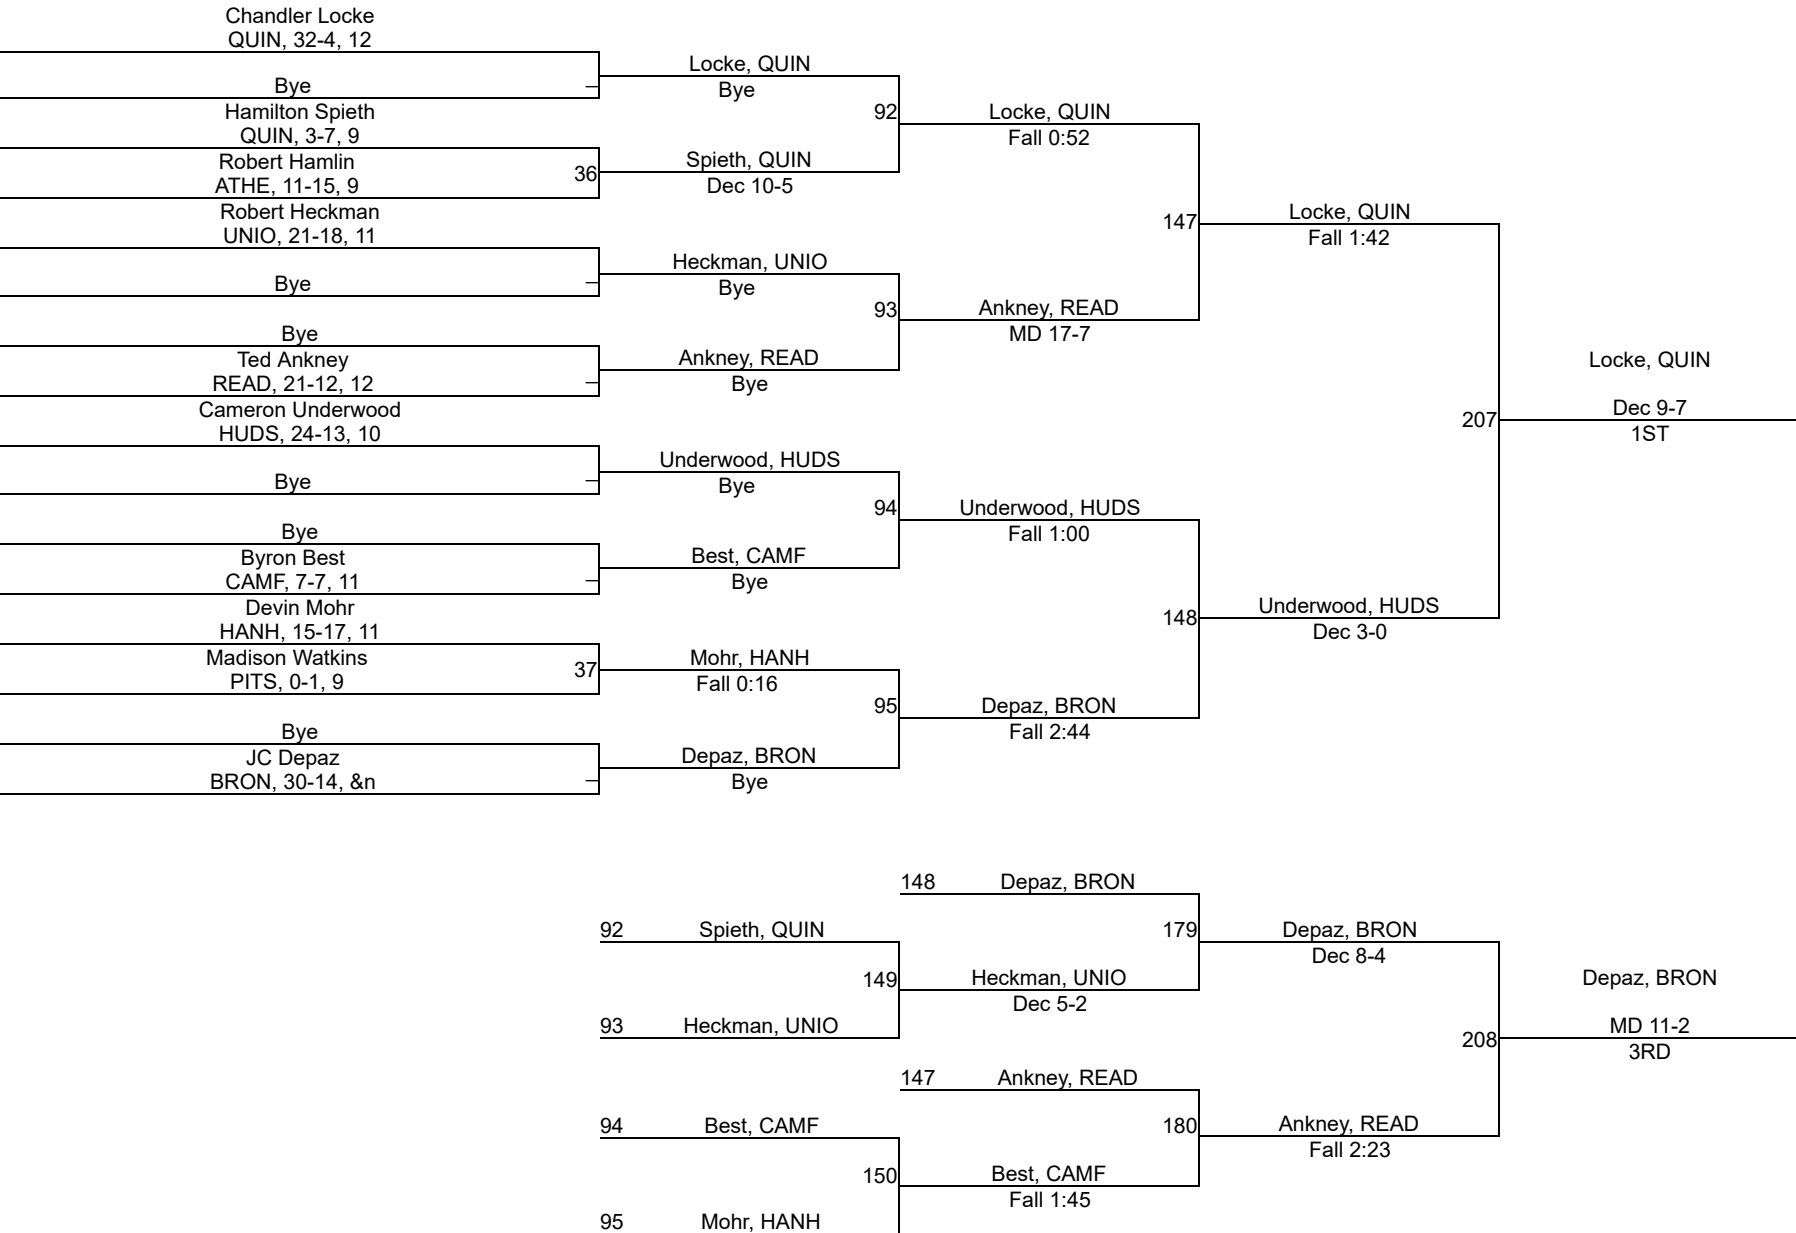 Chandler Locke
QUIN, 32-4, 12
Bye
Hamilton Spieth
QUIN, 3-7, 9
Robert Hamlin
ATHE, 11-15, 9
Robert Heckman
UNIO, 21-18, 11
Bye
Bye
Ted Ankney
READ, 21-12, 12
Cameron Underwood
HUDS, 24-13, 10
Bye
Bye
Byron Best
CAMF, 7-7, 11
Devin Mohr
HANH, 15-17, 11
Madison Watkins
PITS, 0-1, 9
Bye
JC Depaz
BRON, 30-14, &n
–
36
–
–
–
–
37
–
Locke, QUIN
Bye
Spieth, QUIN
Dec 10-5
Heckman, UNIO
Bye
Ankney, READ
Bye
Underwood, HUDS
Bye
Best, CAMF
Bye
Mohr, HANH
Fall 0:16
Depaz, BRON
Bye
92
93
94
95
Locke, QUIN
Fall 0:52
Ankney, READ
MD 17-7
Underwood, HUDS
Fall 1:00
Depaz, BRON
Fall 2:44
147
148
Locke, QUIN
Fall 1:42
Underwood, HUDS
Dec 3-0
207
Locke, QUIN
Dec 9-7
1ST
92 Spieth, QUIN
93 Heckman, UNIO
94 Best, CAMF
95 Mohr, HANH
149
150
148 Depaz, BRON
Heckman, UNIO
Dec 5-2
147 Ankney, READ
Best, CAMF
Fall 1:45
179
180
Depaz, BRON
Dec 8-4
Ankney, READ
Fall 2:23
208
Depaz, BRON
MD 11-2
3RD